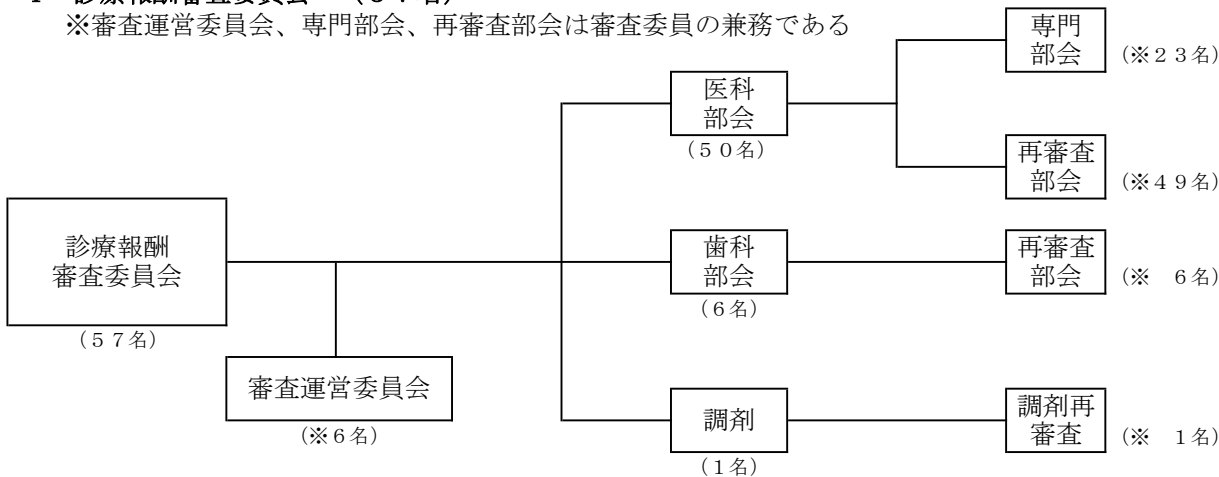 ※審査運営委員会、専門部会、再審査部会は審査委員の兼務である
専門
部会
(※23名)
医科
部会
(50名)
再審査
部会
(※49名)
診療報酬
審査委員会
(57名)
歯科
部会
(6名)
再審査
部会
(※ 6名)
審査運営委員会
(※6名)
調剤
(1名)
調剤再
審査
(※ 1名)